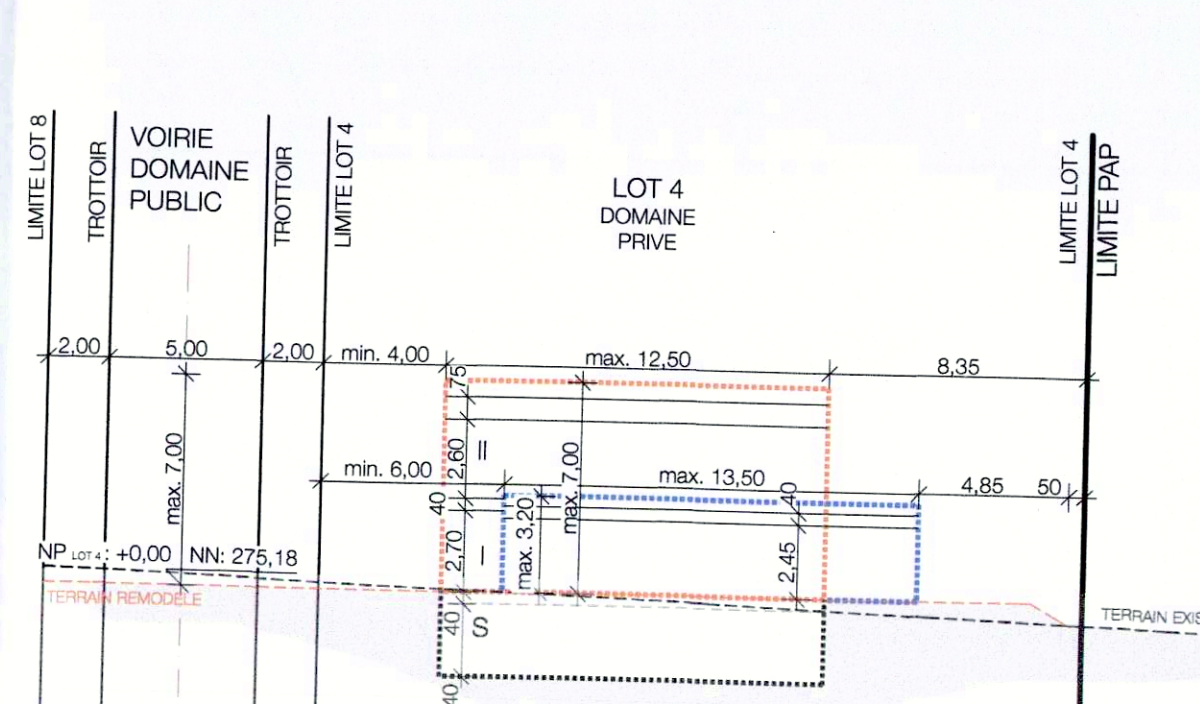 LIMITE LOT 8
TROTTOIR
VOIRIE
DOMAINE
PUBLIC
TROTTOIR
LIMITE LOT 4
LOT 4
DOMAINE
PRIVE
LIMITE LOT 4
LIMITE PAP
2,00
5,00
2,00
min. 4,00
max. 12,50
8,35
75
max. 7,00
2,60
II
max. 7,00
min. 6,00
max. 13,50
4,85
50
40
40
max. 3,20
2,70
I
2,45
NP LOT 4 : +0,00
NN: 275,18
TERRAIN REMODELE
TERRAIN EXIS
40
S
40